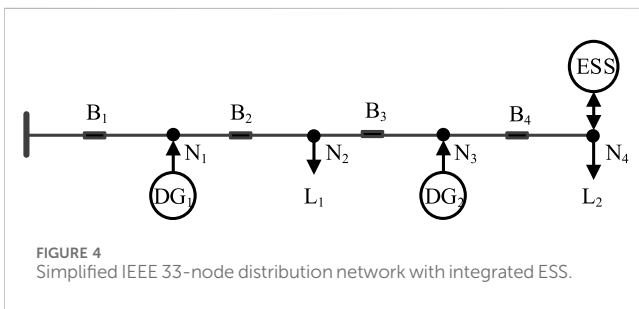 ESS
B₁ B₂ B₃ B₄
N₁ N₂ N₃ N₄
DG₁ L₁ DG₂ L₂
FIGURE 4
Simplified IEEE 33-node distribution network with integrated ESS.